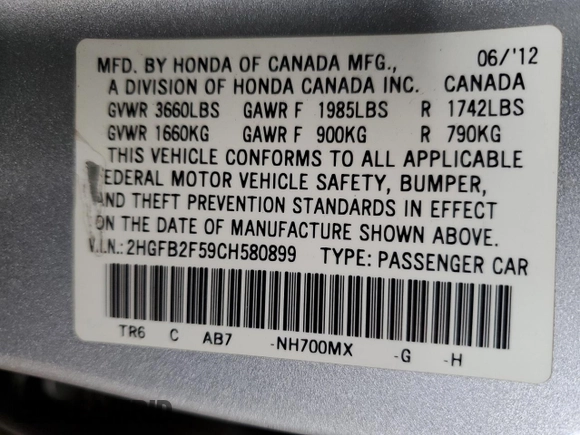 MFD. BY HONDA OF CANADA MFG., 06/'12
A DIVISION OF HONDA CANADA INC. CANADA
GVWR 3660LBS GAWR F 1985LBS R 1742LBS
GVWR 1660KG GAWR F 900KG R 790KG
THIS VEHICLE CONFORMS TO ALL APPLICABLE
FEDERAL MOTOR VEHICLE SAFETY, BUMPER,
AND THEFT PREVENTION STANDARDS IN EFFECT
ON THE DATE OF MANUFACTURE SHOWN ABOVE.
V.I.N.: 2HGFB2F59CH580899 TYPE: PASSENGER CAR
TR6 C AB7 -NH700MX -G -H